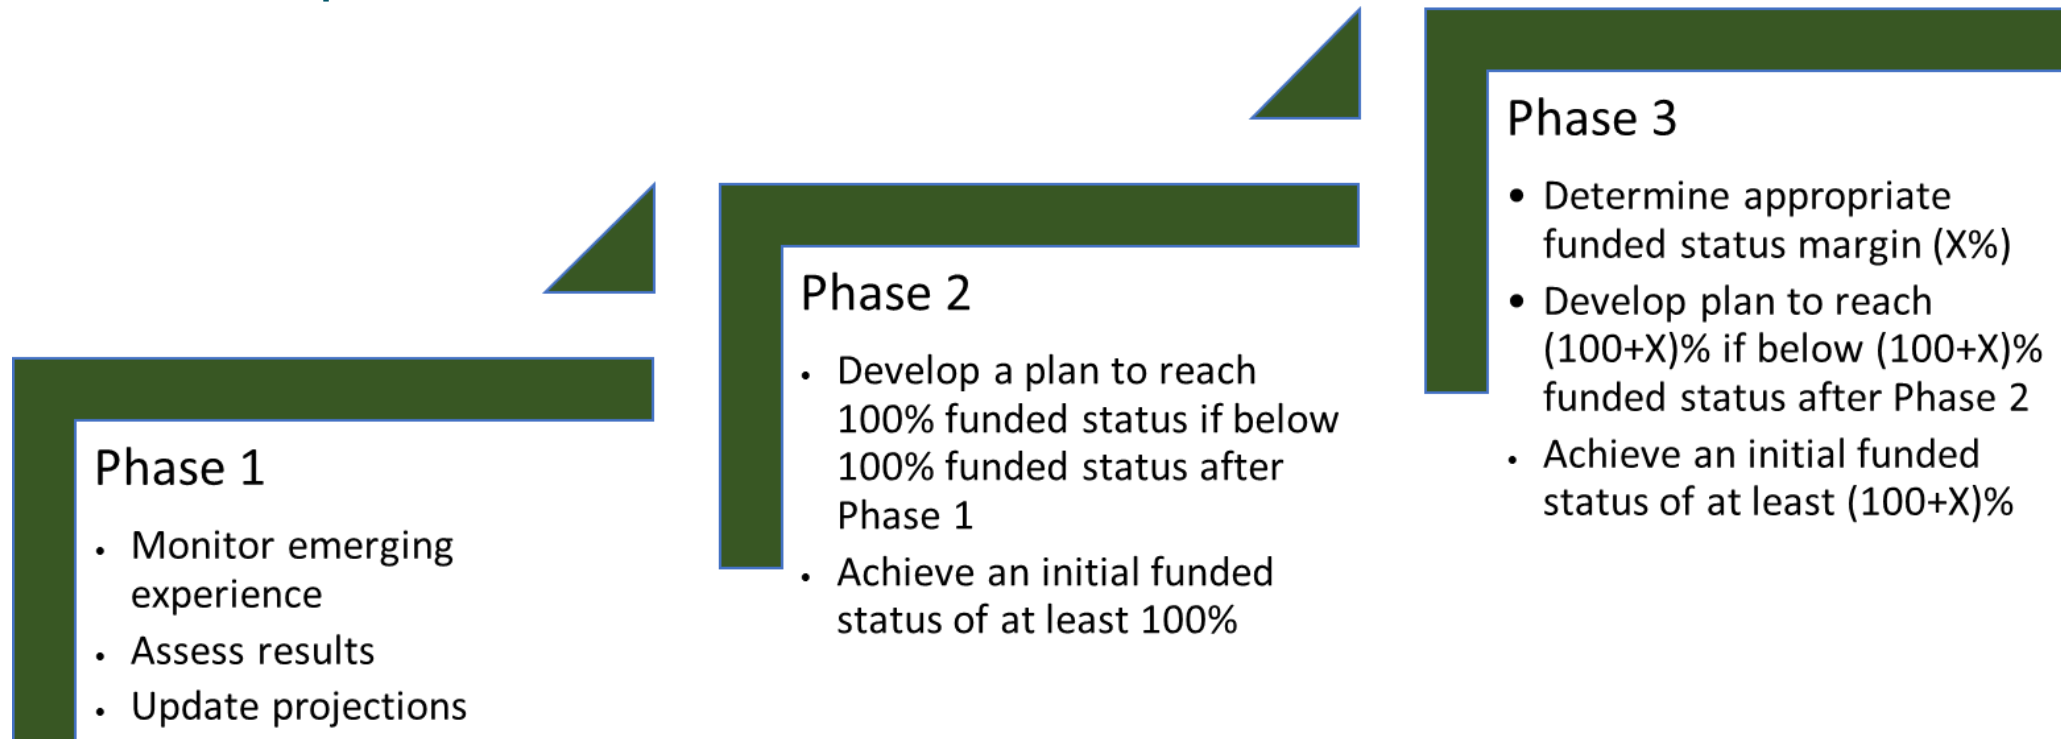 Phase 1
• Monitor emerging
experience
• Assess results
• Update projections
Phase 2
• Develop a plan to reach
100% funded status if below
100% funded status after
Phase 1
• Achieve an initial funded
status of at least 100%
Phase 3
• Determine appropriate
funded status margin (X%)
• Develop plan to reach
(100+X)% if below (100+X)%
funded status after Phase 2
• Achieve an initial funded
status of at least (100+X)%